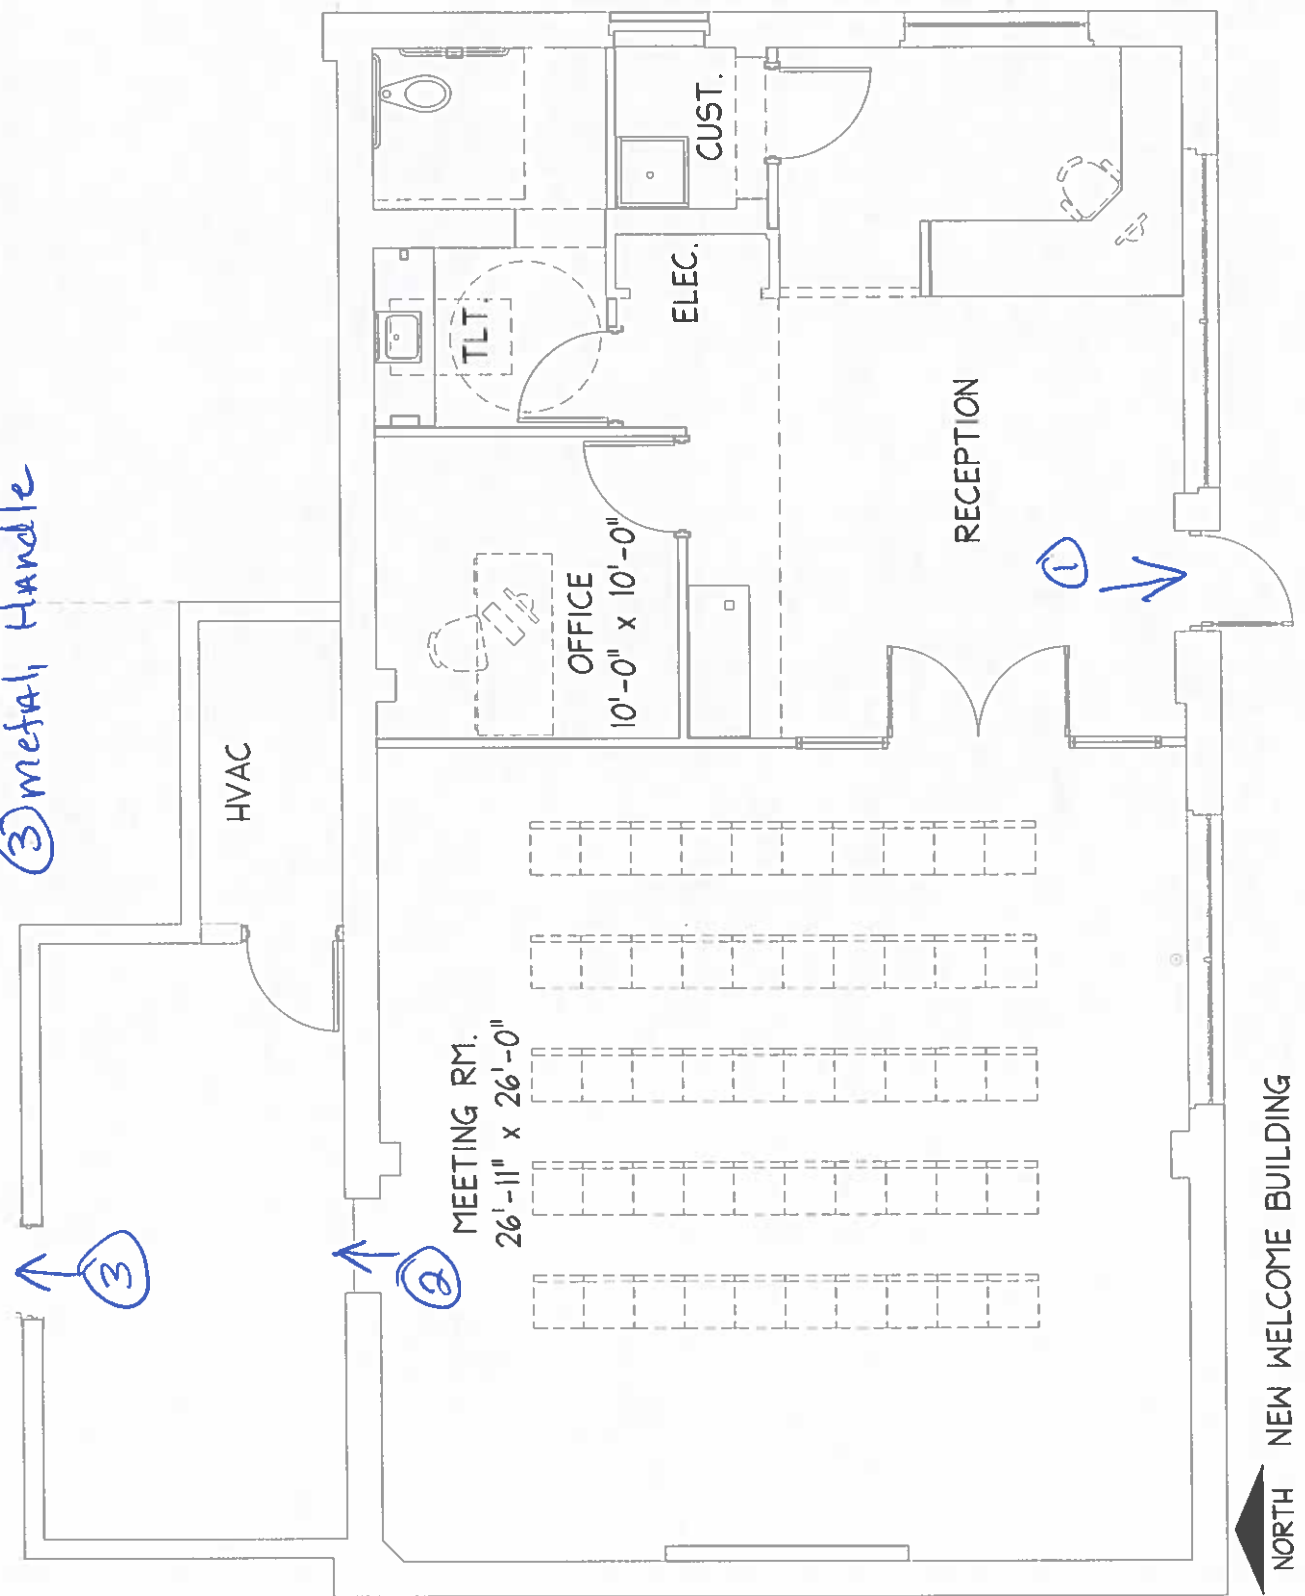 ③ metal, Handle
HVAC
TLT.
CUST.
ELEC.
OFFICE
10'-0" x 10'-0"
RECEPTION
①
MEETING RM.
26'-11" x 26'-0"
②
③
NORTH
NEW WELCOME BUILDING